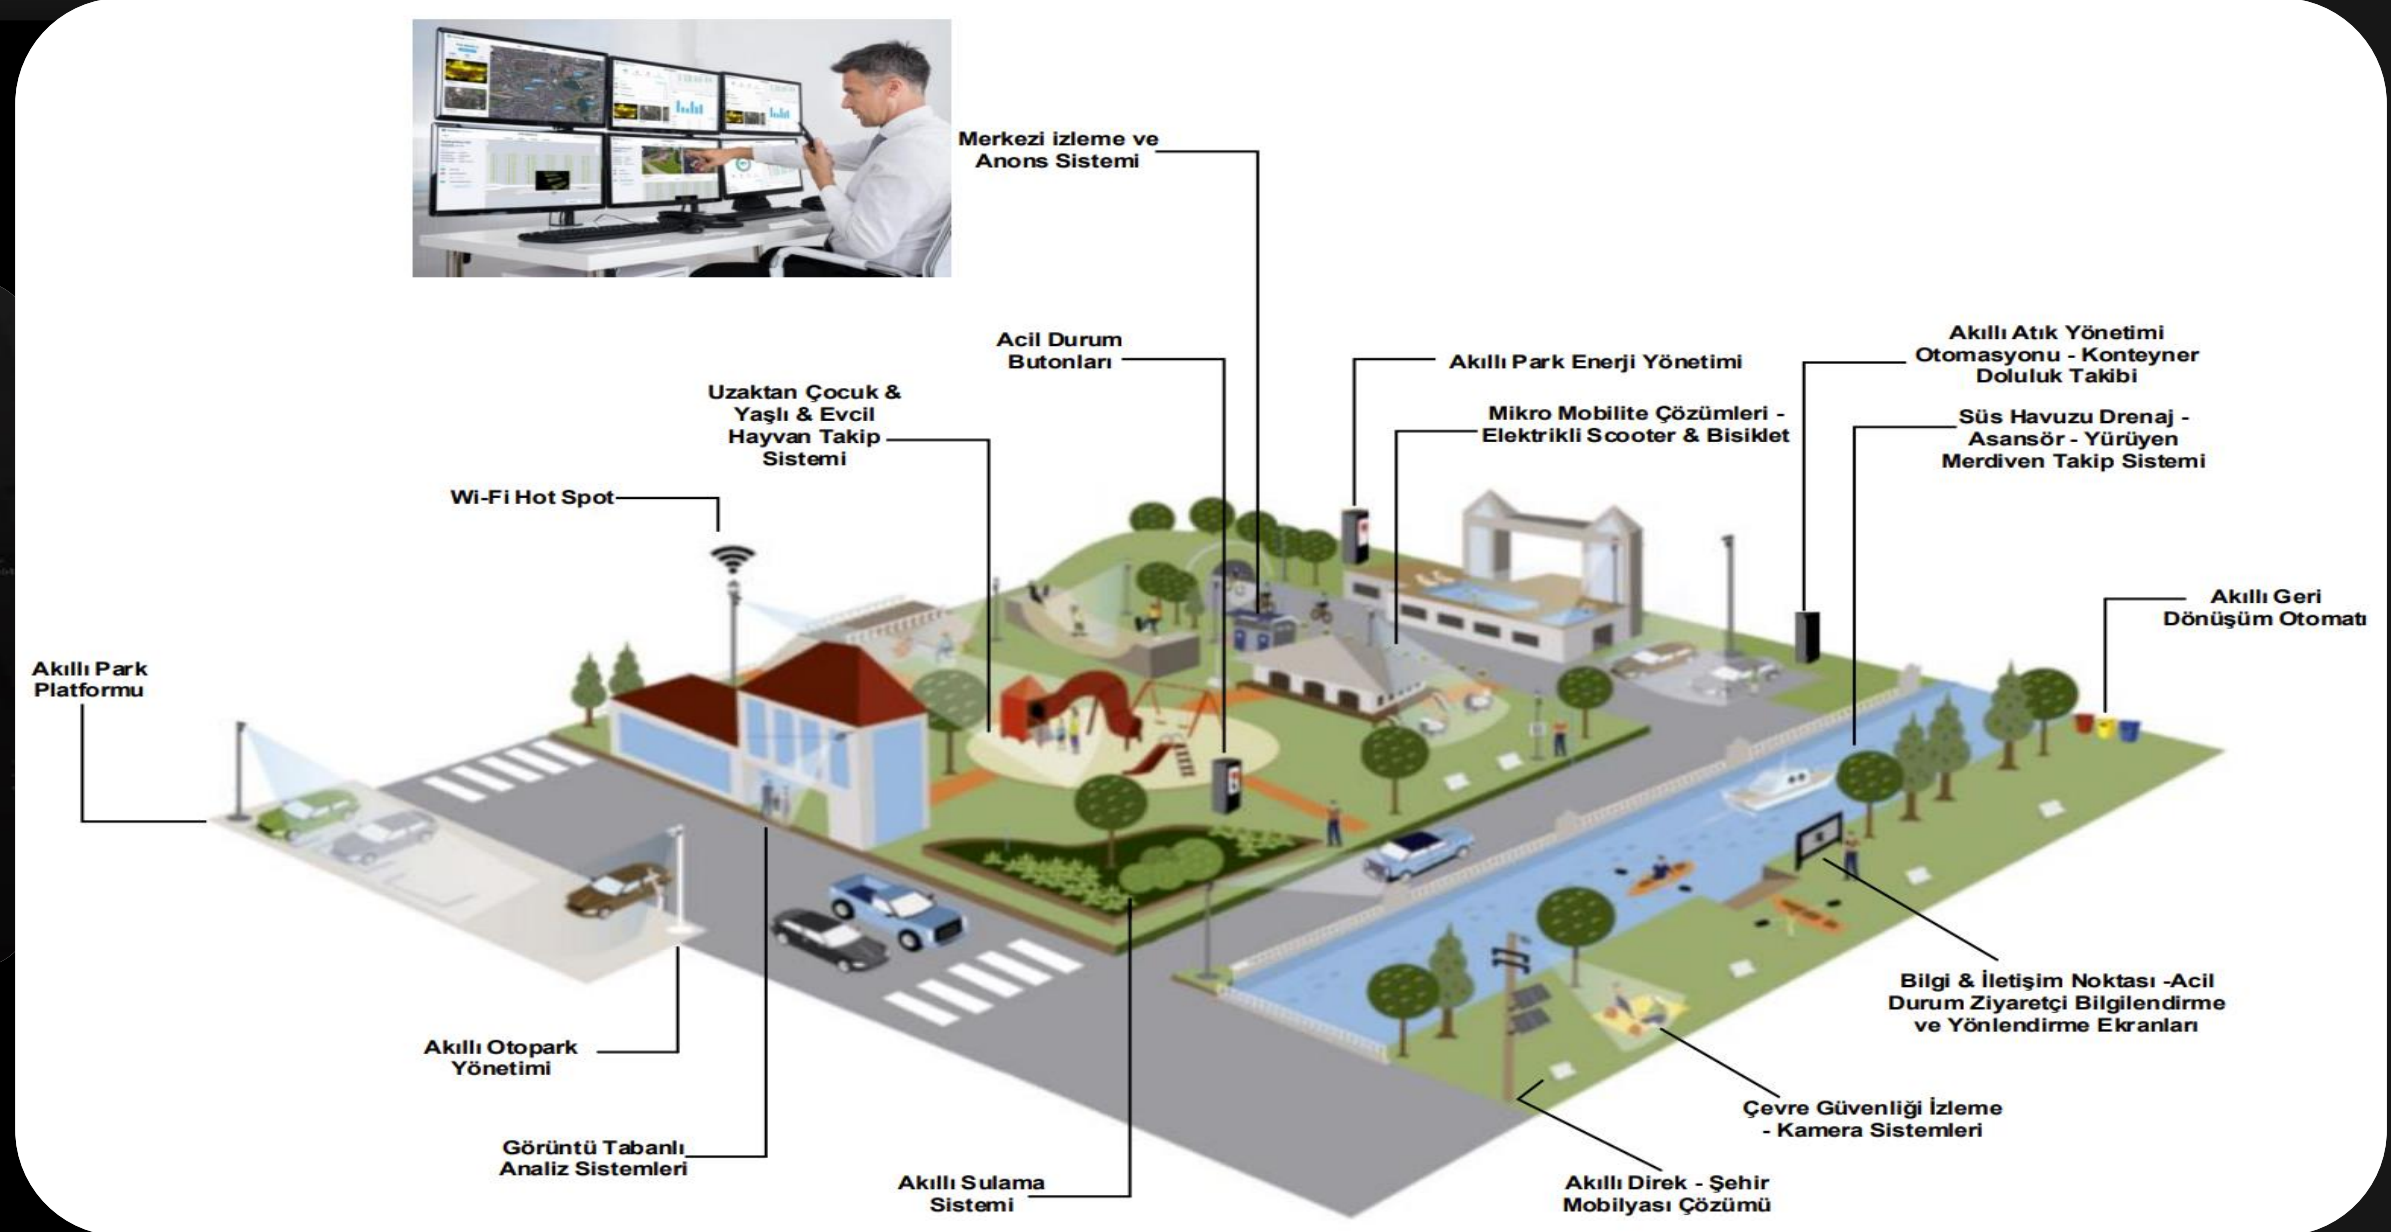 Merkezi izleme ve
Anons Sistemi
Acil Durum
Butonları
Akıllı Park Enerji Yönetimi
Akıllı Atık Yönetimi
Otomasyonu - Konteyner
Doluluk Takibi
Uzaktan Çocuk &
Yaşlı & Evcil
Hayvan Takip
Sistemi
Mikro Mobilite Çözümleri -
Elektrikli Scooter & Bisiklet
Süs Havuzu Drenaj -
Asansör - Yürüyen
Merdiven Takip Sistemi
Wi-Fi Hot Spot
Akıllı Geri
Dönüşüm Otomatı
Akıllı Park
Platformu
Bilgi & İletişim Noktası -Acil
Durum Ziyaretçi Bilgilendirme
ve Yönlendirme Ekranları
Akıllı Otopark
Yönetimi
Çevre Güvenliği İzleme
- Kamera Sistemleri
Görüntü Tabanlı
Analiz Sistemleri
Akıllı Sulama
Sistemi
Akıllı Direk - Şehir
Mobilyası Çözümü